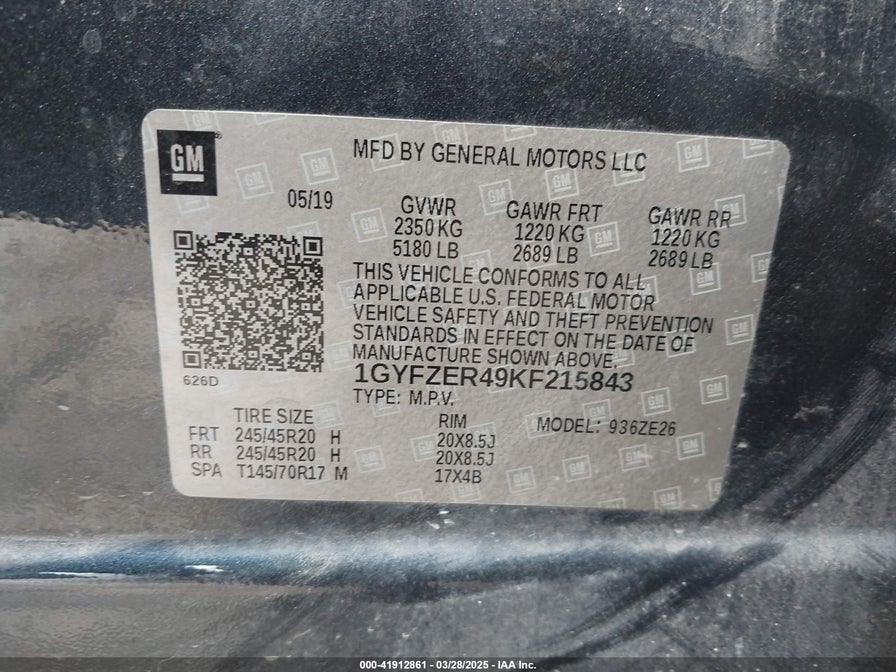 GM
MFD BY GENERAL MOTORS LLC
05/19
GVWR GAWR FRT GAWR RR
2350 KG 1220 KG 1220 KG
5180 LB 2689 LB 2689 LB
THIS VEHICLE CONFORMS TO ALL
APPLICABLE U.S. FEDERAL MOTOR
VEHICLE SAFETY AND THEFT PREVENTION
STANDARDS IN EFFECT ON THE DATE OF
MANUFACTURE SHOWN ABOVE.
626D
1GYFZER49KF215843
TYPE: M.P.V.
TIRE SIZE RIM MODEL: 936ZE26
FRT 245/45R20 H 20X8.5J
RR 245/45R20 H 20X8.5J
SPA T145/70R17 M 17X4B
000-41912861 - 03/28/2025 - IAA Inc.